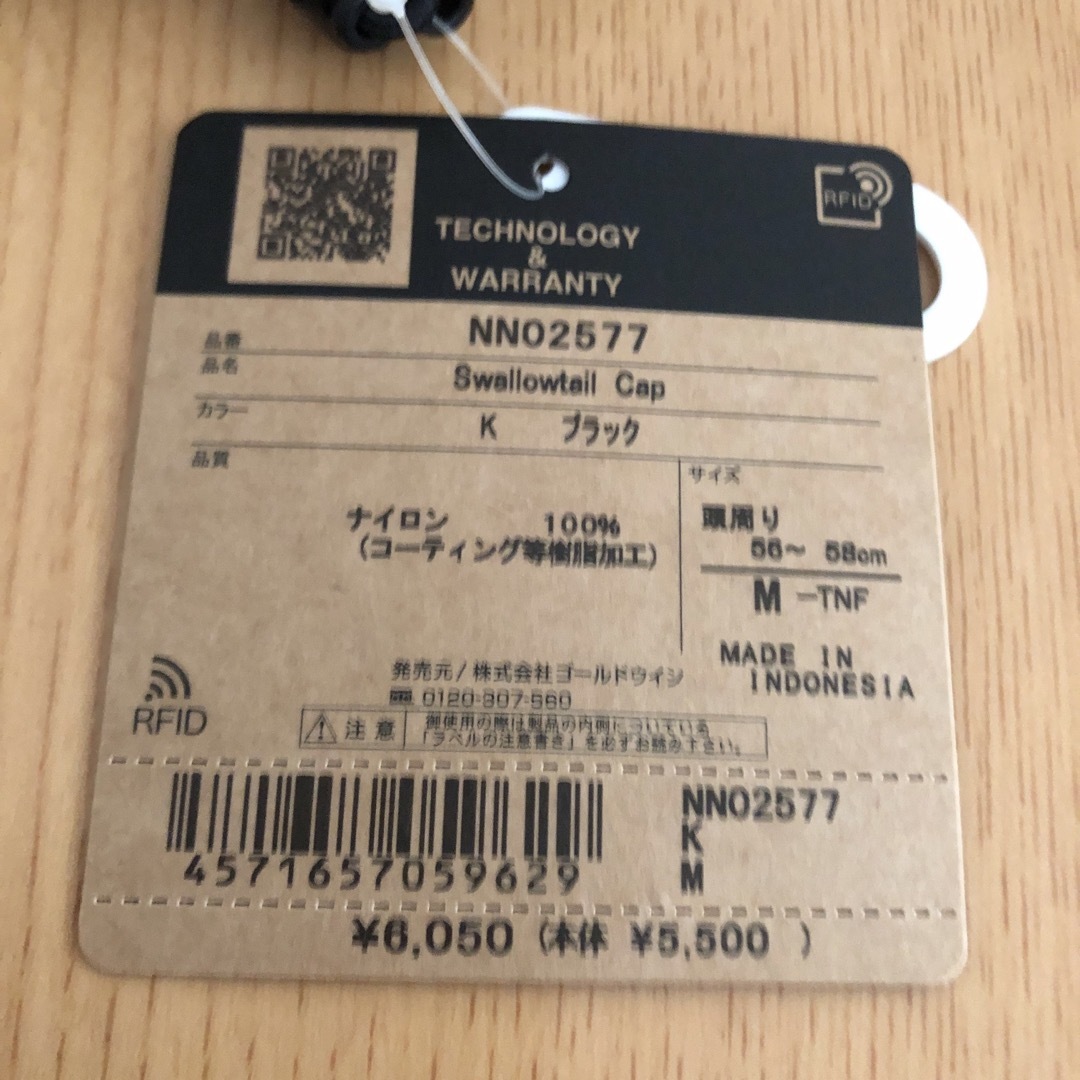 TECHNOLOGY
&
WARRANTY
RFID
品番 NN02577
品名 Swallowtail Cap
カラー K ブラック
品質
ナイロン 100%
(コーティング等樹脂加工)
サイズ
頭周り
56〜 58cm
M -TNF
MADE IN
INDONESIA
発売元/株式会社ゴールドウイン
0120-307-560
RFID
注意
御使用の際は製品の内側についている
「ラベルの注意書き」を必ずお読み下さい。
4571657059629
NN02577
K
M
¥6,050 (本体 ¥5,500 )